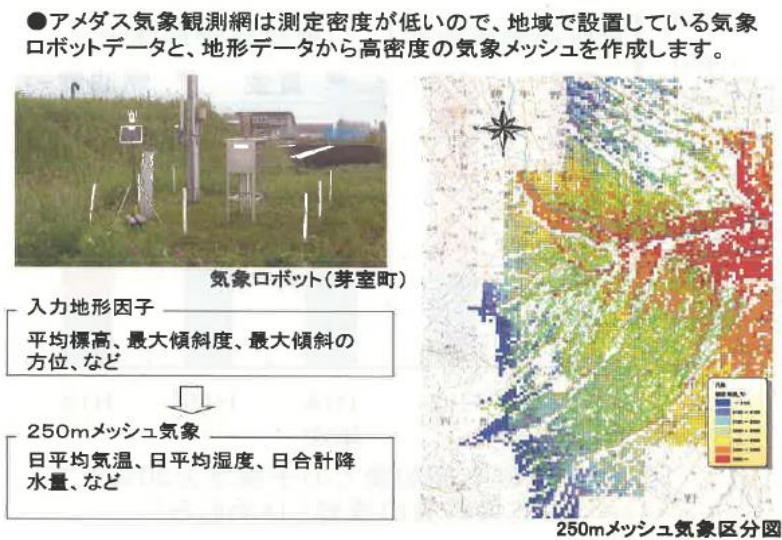 ●アメダス気象観測網は測定密度が低いので、地域で設置している気象
ロボットデータと、地形データから高密度の気象メッシュを作成します。
気象ロボット(芽室町)
入力地形因子
平均標高、最大傾斜度、最大傾斜の
方位、など
250mメッシュ気象
日平均気温、日平均湿度、日合計降
水量、など
250mメッシュ気象区分図